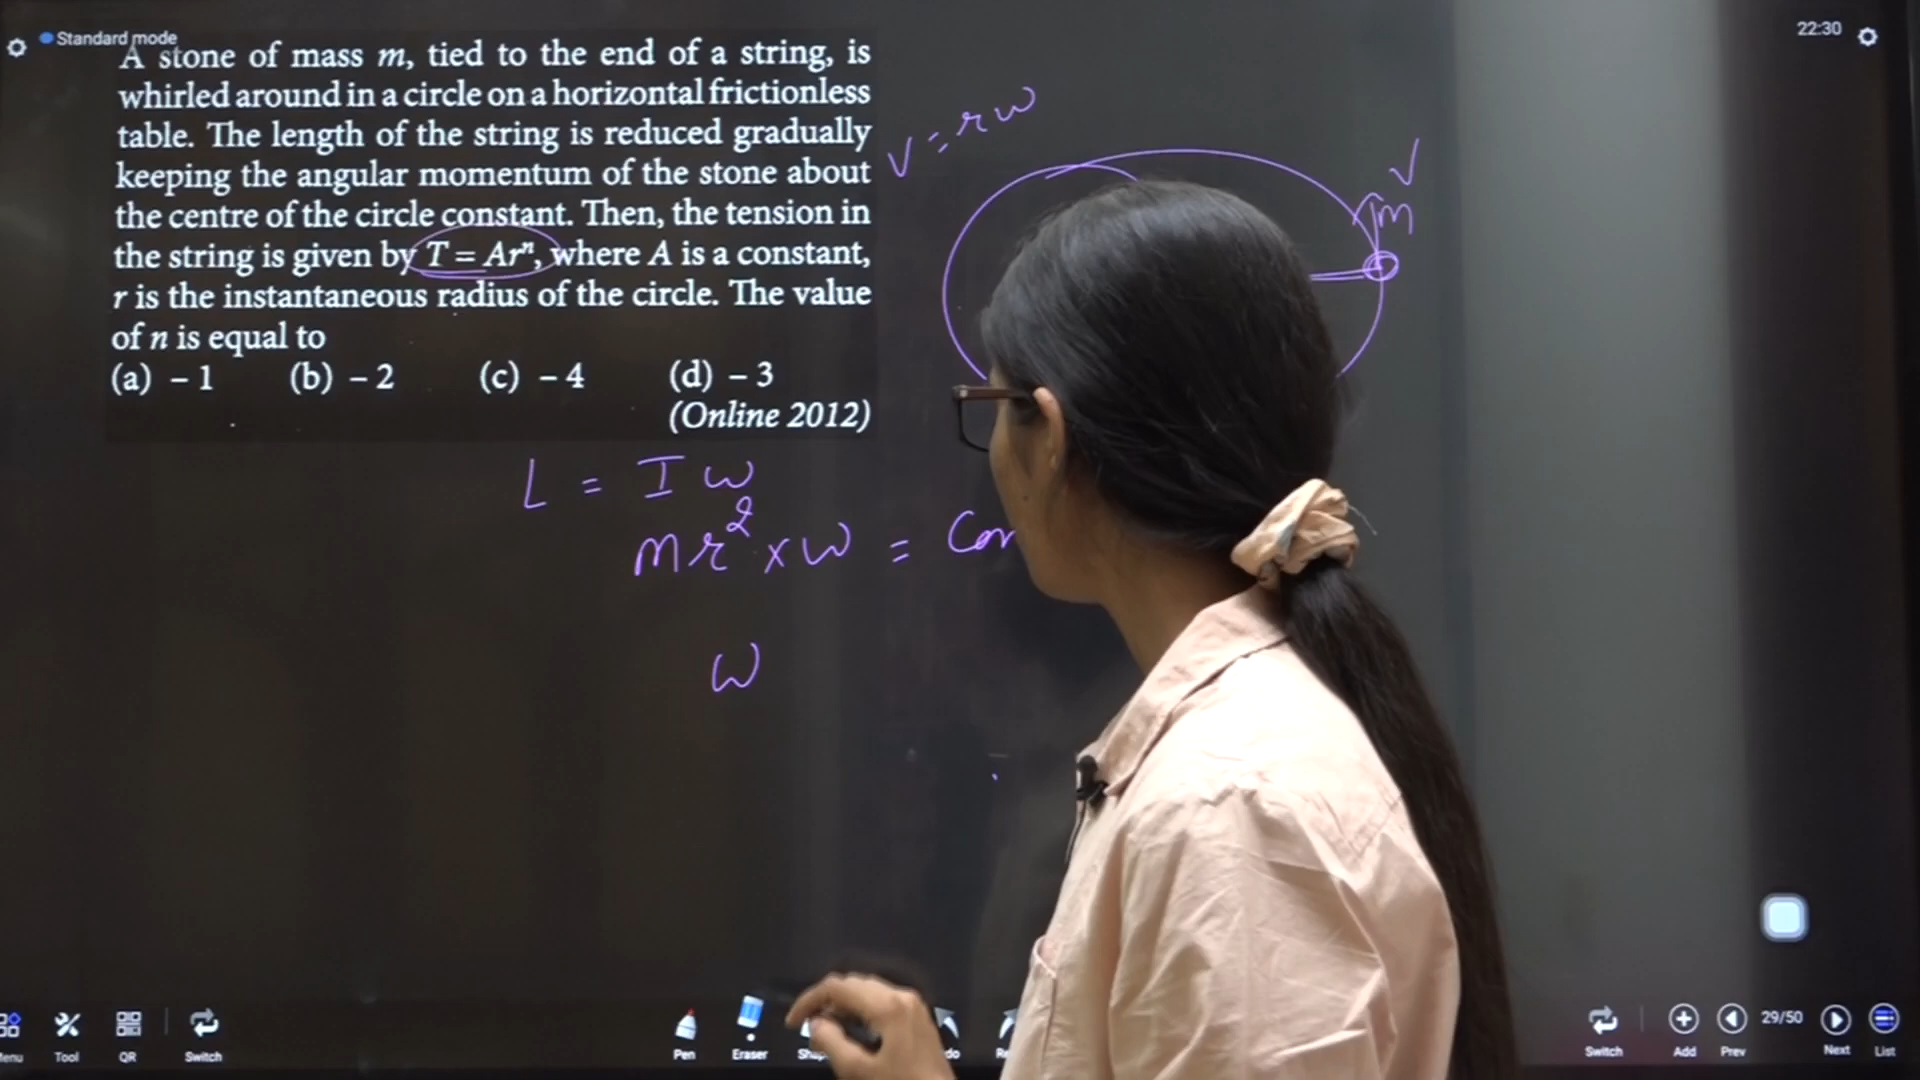 Standard mode
22:30
A stone of mass m, tied to the end of a string, is
whirled around in a circle on a horizontal frictionless
table. The length of the string is reduced gradually
keeping the angular momentum of the stone about
the centre of the circle constant. Then, the tension in
the string is given by T = Arⁿ, where A is a constant,
r is the instantaneous radius of the circle. The value
of n is equal to
(a) – 1 (b) – 2 (c) – 4 (d) – 3
(Online 2012)
V = rω
V
m
L = I ω
mr² × ω = Con
ω
Tool QR Switch Pen Eraser Switch Add Prev 29/50 Next List